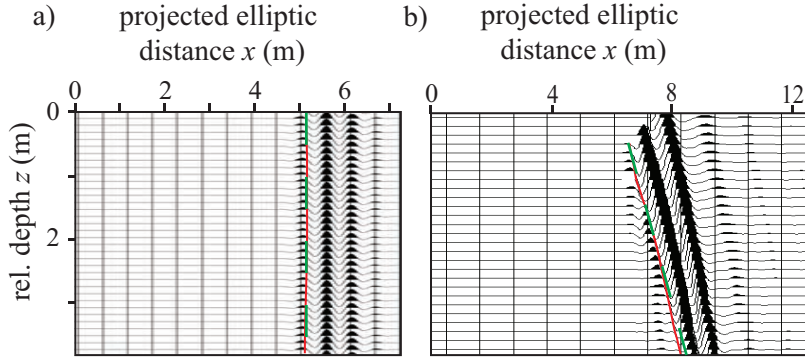 a)
projected elliptic
distance x (m)
0 2 4 6
0
2
rel. depth z (m)
b)
projected elliptic
distance x (m)
0 4 8 12